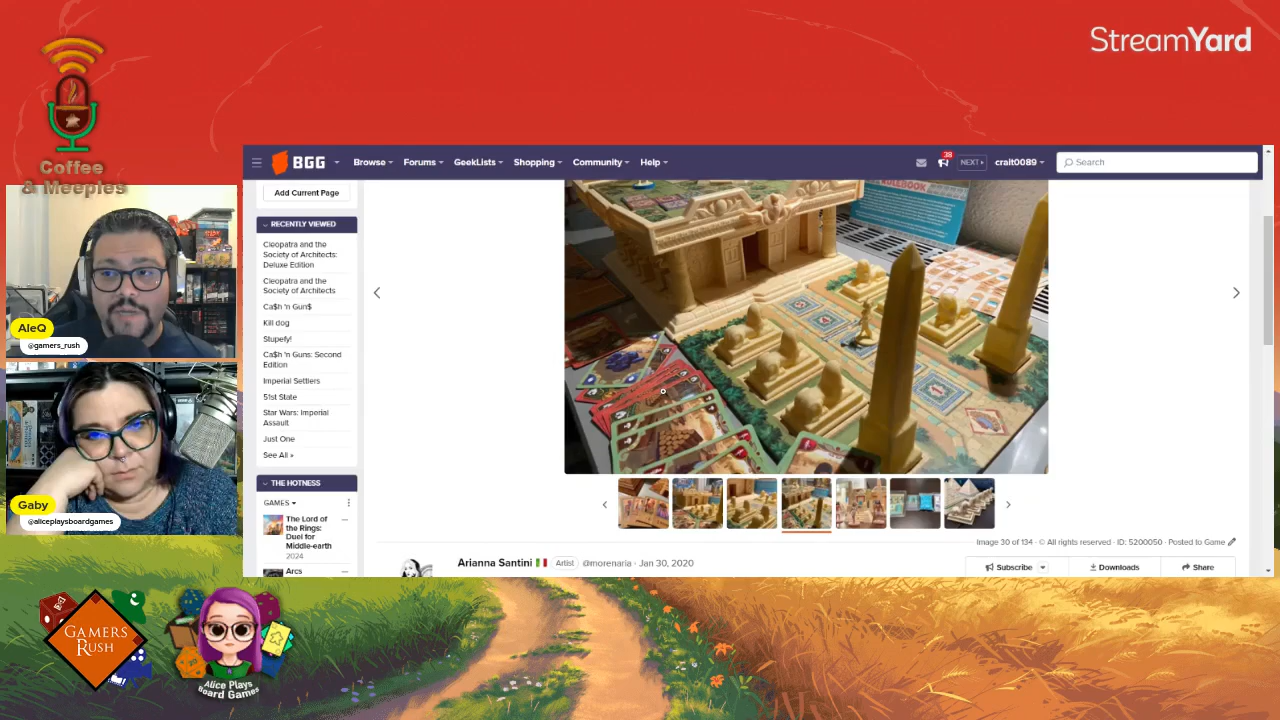 StreamYard
Coffee
& Meeples
BGG
Browse
Forums
GeekLists
Shopping
Community
Help
38
NEXT
cralt0089
Search
Add Current Page
RECENTLY VIEWED
Cleopatra and the
Society of Architects:
Deluxe Edition
Cleopatra and the
Society of Architects
Ca$h 'n Gun$
Kill dog
Stupefy!
Ca$h 'n Guns: Second
Edition
Imperial Settlers
51st State
Star Wars: Imperial
Assault
Just One
See All »
THE HOTNESS
GAMES
The Lord of
the Rings:
Duel for
Middle-earth
2024
Arcs
RULEBOOK
Image 30 of 134 · © All rights reserved · ID: 5200050 · Posted to Game
Arianna Santini Artist @morenaria · Jan 30, 2020
Subscribe
Downloads
Share
AleQ
@gamers_rush
Gaby
@aliceplaysboardgames
GAMERS
RUSH
Alice Plays
Board Games